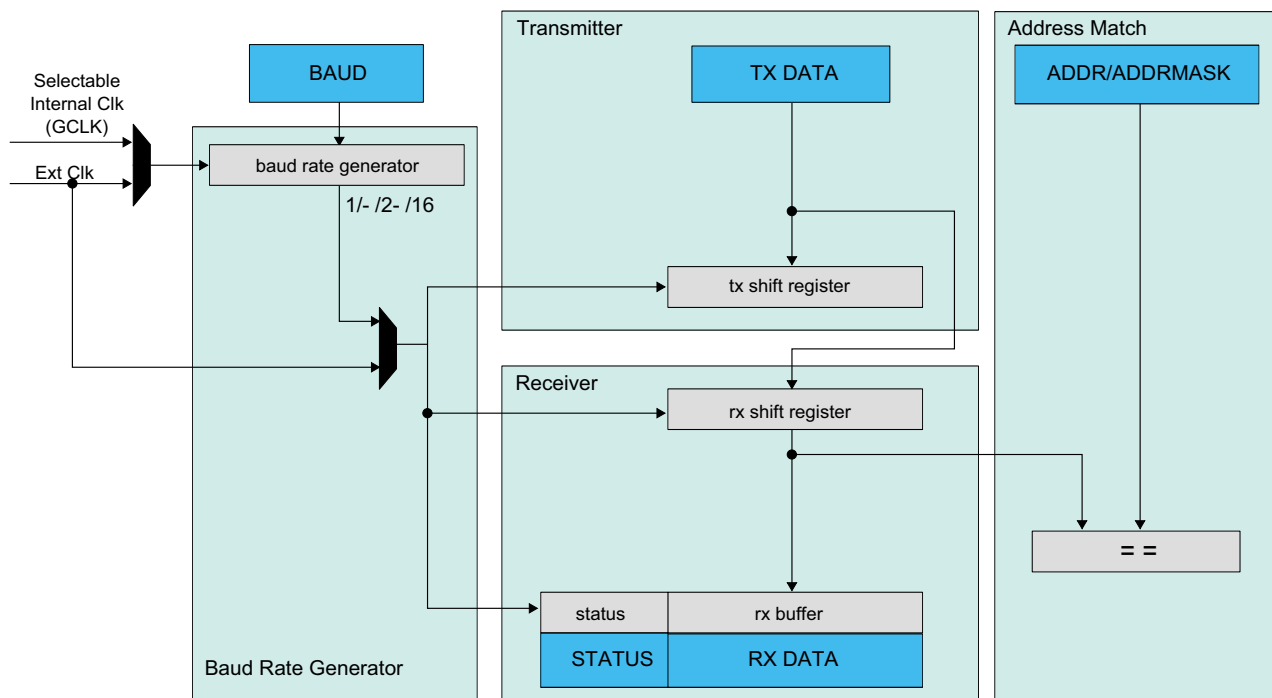 Transmitter
Address Match
BAUD
TX DATA
ADDR/ADDRMASK
Selectable
Internal Clk
(GCLK)
Ext Clk
baud rate generator
1/- /2- /16
tx shift register
Receiver
rx shift register
= =
status
rx buffer
STATUS
RX DATA
Baud Rate Generator